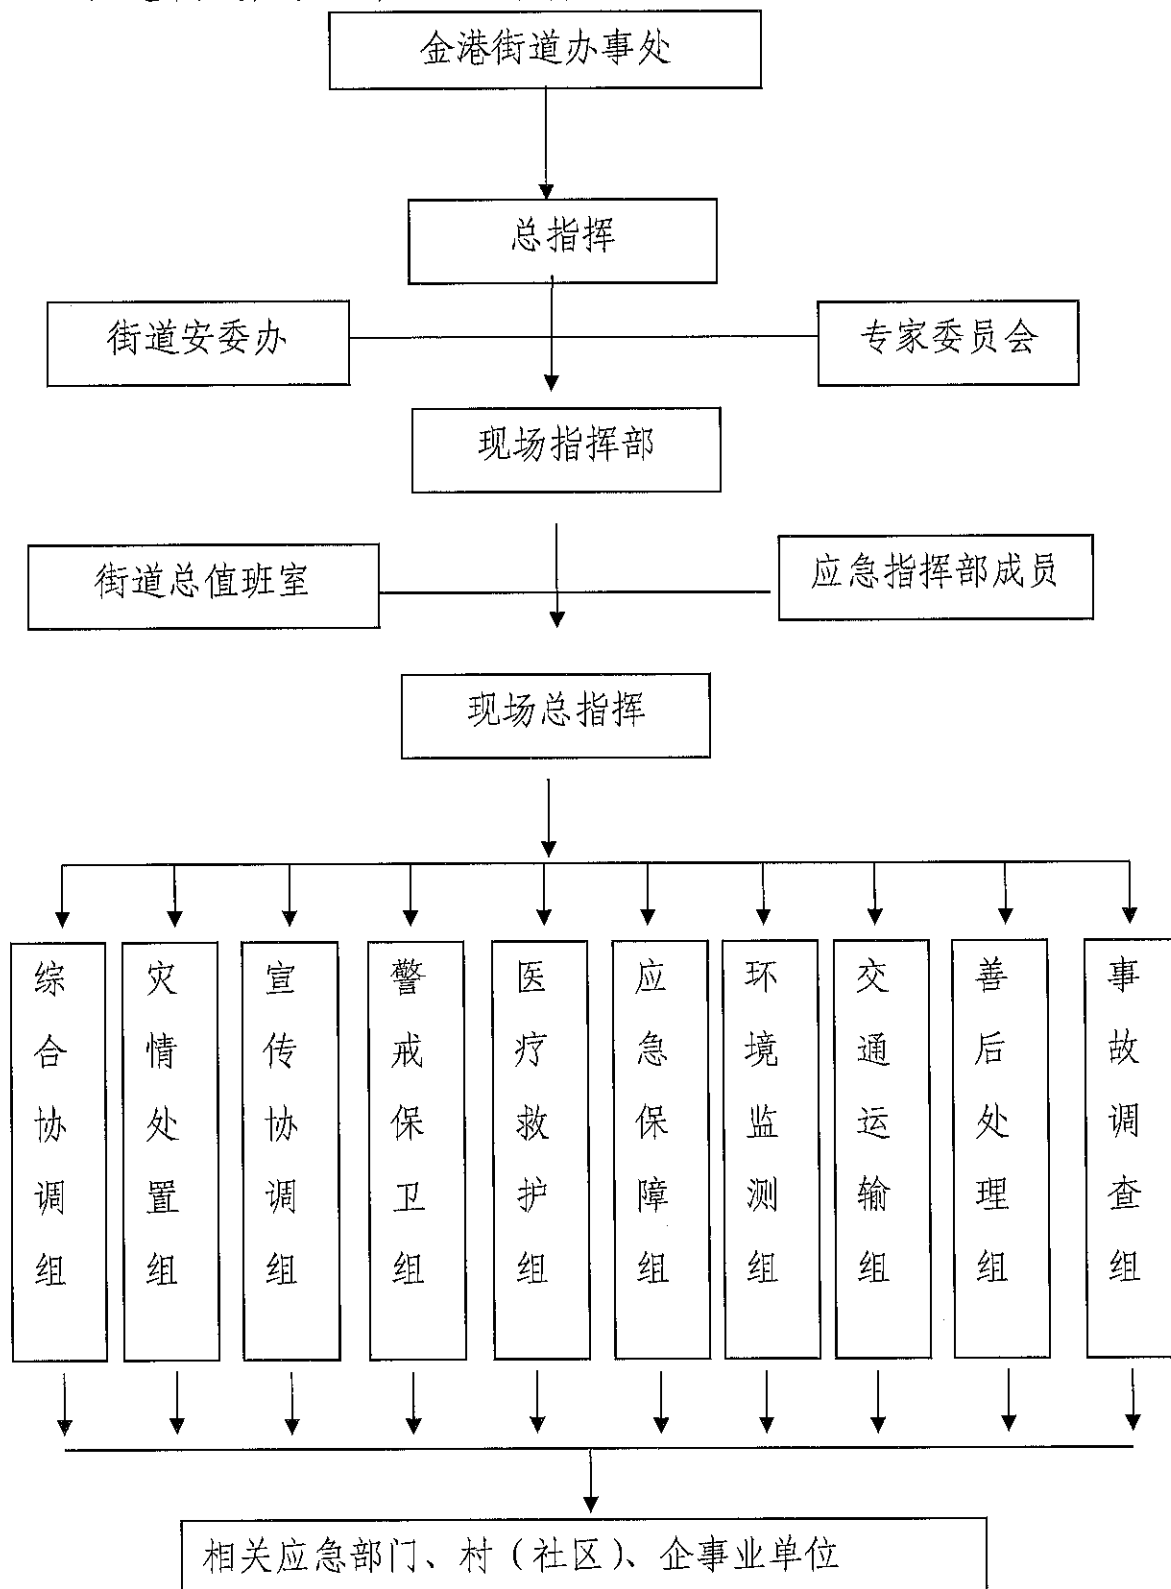 金港街道办事处
总指挥
街道安委办
专家委员会
现场指挥部
街道总值班室
应急指挥部成员
现场总指挥
综合协调组
灾情处置组
宣传协调组
警戒保卫组
医疗救护组
应急保障组
环境监测组
交通运输组
善后处理组
事故调查组
相关应急部门、村（社区）、企事业单位